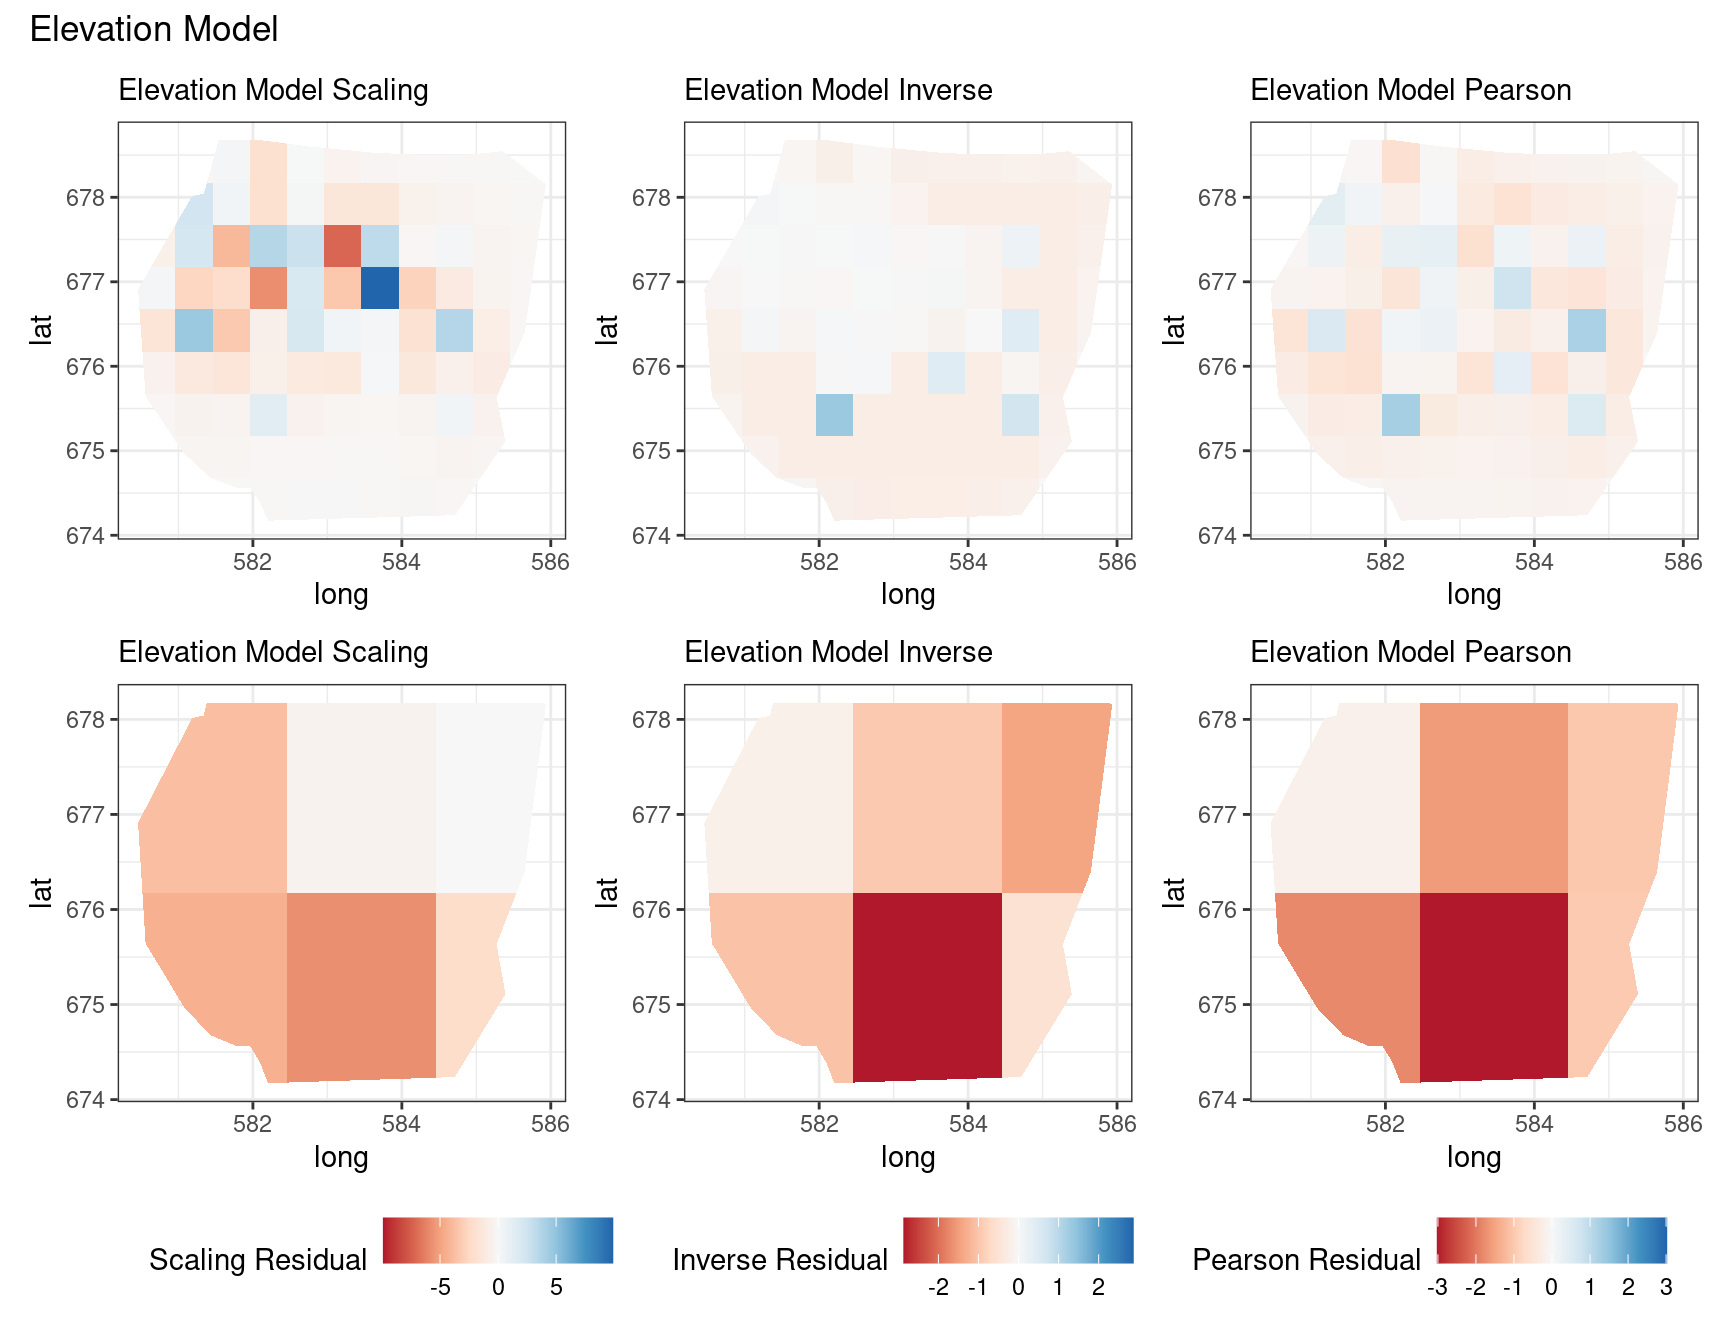 Elevation Model
Elevation Model Scaling
Elevation Model Inverse
Elevation Model Pearson
lat
678
677
676
675
674
582 584 586
long
lat
678
677
676
675
674
582 584 586
long
lat
678
677
676
675
674
582 584 586
long
Elevation Model Scaling
Elevation Model Inverse
Elevation Model Pearson
lat
678
677
676
675
674
582 584 586
long
lat
678
677
676
675
674
582 584 586
long
lat
678
677
676
675
674
582 584 586
long
Scaling Residual
-5 0 5
Inverse Residual
-2 -1 0 1 2
Pearson Residual
-3 -2 -1 0 1 2 3